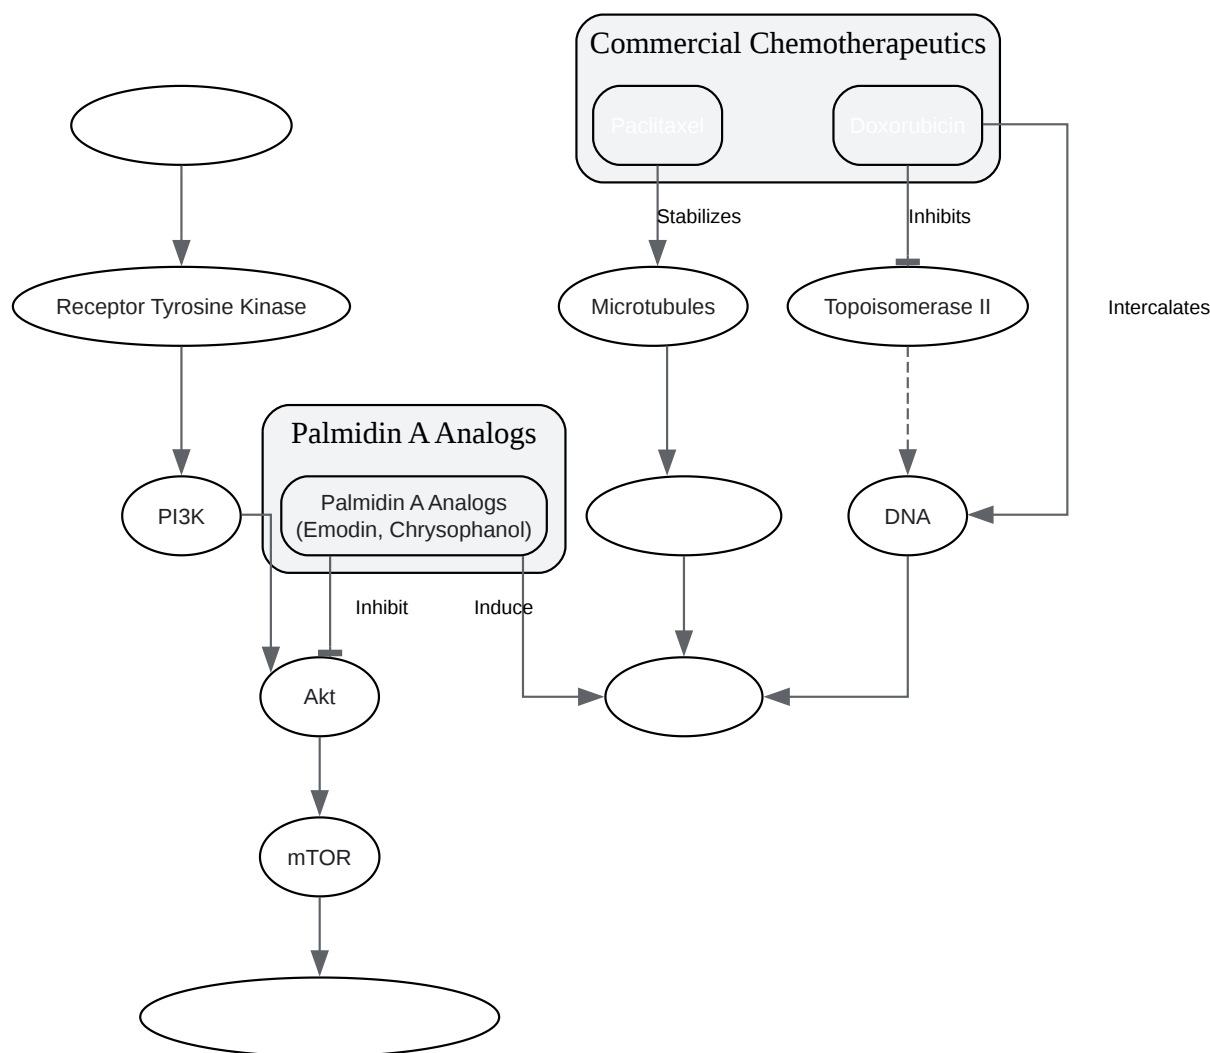 Commercial Chemotherapeutics
Paclitaxel
Doxorubicin
Stabilizes
Inhibits
Receptor Tyrosine Kinase
Microtubules
Topoisomerase II
Intercalates
Palmidin A Analogs
Palmidin A Analogs
(Emodin, Chrysophanol)
PI3K
DNA
Inhibit
Induce
Akt
mTOR